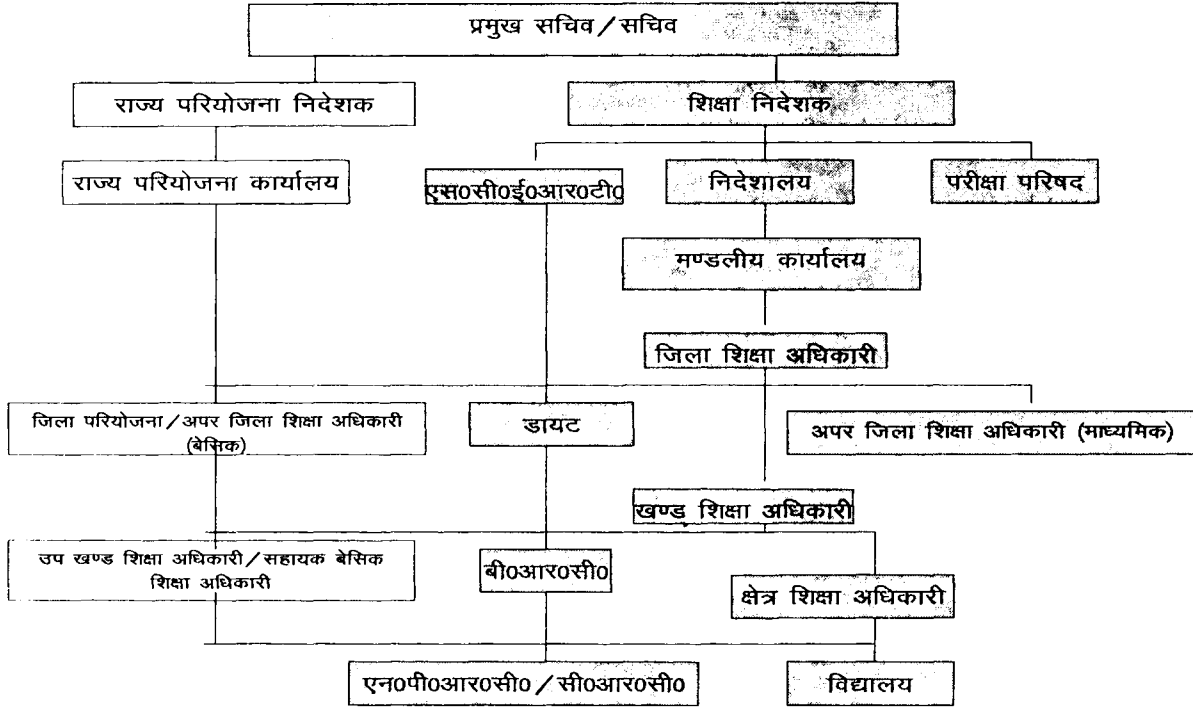 प्रमुख सचिव/सचिव
राज्य परियोजना निदेशक
शिक्षा निदेशक
राज्य परियोजना कार्यालय
एस0सी0ई0आर0टी0
निदेशालय
परीक्षा परिषद
मण्डलीय कार्यालय
जिला शिक्षा अधिकारी
जिला परियोजना/अपर जिला शिक्षा अधिकारी
(बेसिक)
डायट
अपर जिला शिक्षा अधिकारी (माध्यमिक)
खण्ड शिक्षा अधिकारी
उप खण्ड शिक्षा अधिकारी/सहायक बेसिक
शिक्षा अधिकारी
बी0आर0सी0
क्षेत्र शिक्षा अधिकारी
एन0पी0आर0सी0/सी0आर0सी0
विद्यालय